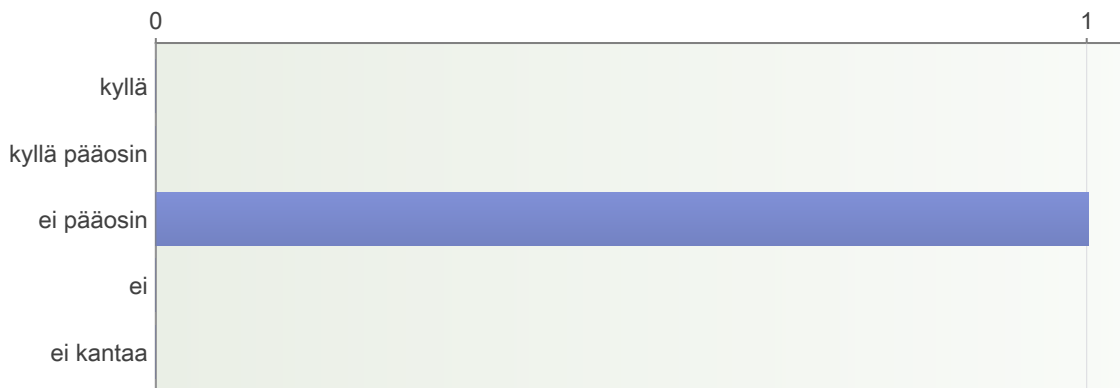 0 1
kyllä
kyllä pääosin
ei pääosin
ei
ei kantaa